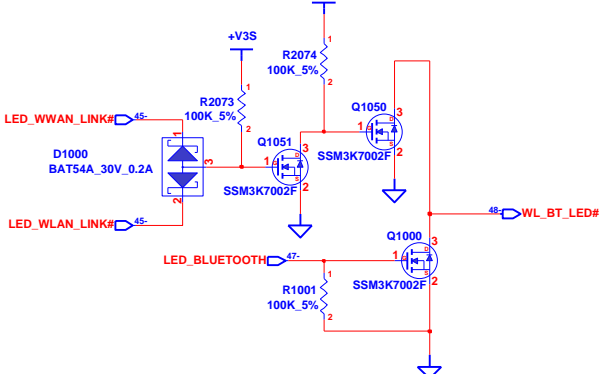 +V3S
1
R2074
100K_5%
2
1
R2073
100K_5%
2
Q1050
3
D
1
G
S
2
SSM3K7002F
LED_WWAN_LINK#
45-
1
D1000
BAT54A_30V_0.2A
3
2
Q1051
3
D
1
G
S
2
SSM3K7002F
LED_WLAN_LINK#
45-
48-
WL_BT_LED#
Q1000
3
D
LED_BLUETOOTH
47-
1
G
S
2
SSM3K7002F
1
R1001
100K_5%
2